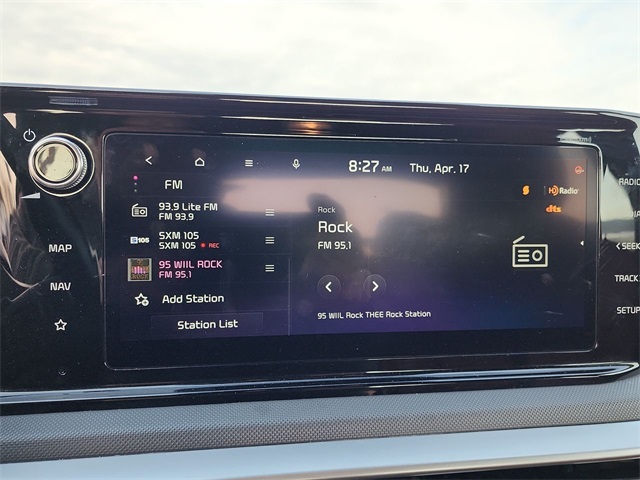 8:27 AM Thu, Apr. 17
FM
HD Radio
dts
RADIO
93.9 Lite FM
FM 93.9
SXM 105
SXM 105 REC
105
95 WIIL ROCK
FM 95.1
Add Station
Station List
Rock
Rock
FM 95.1
95 WIIL Rock THEE Rock Station
MAP
NAV
SEEK
TRACK
SETUP